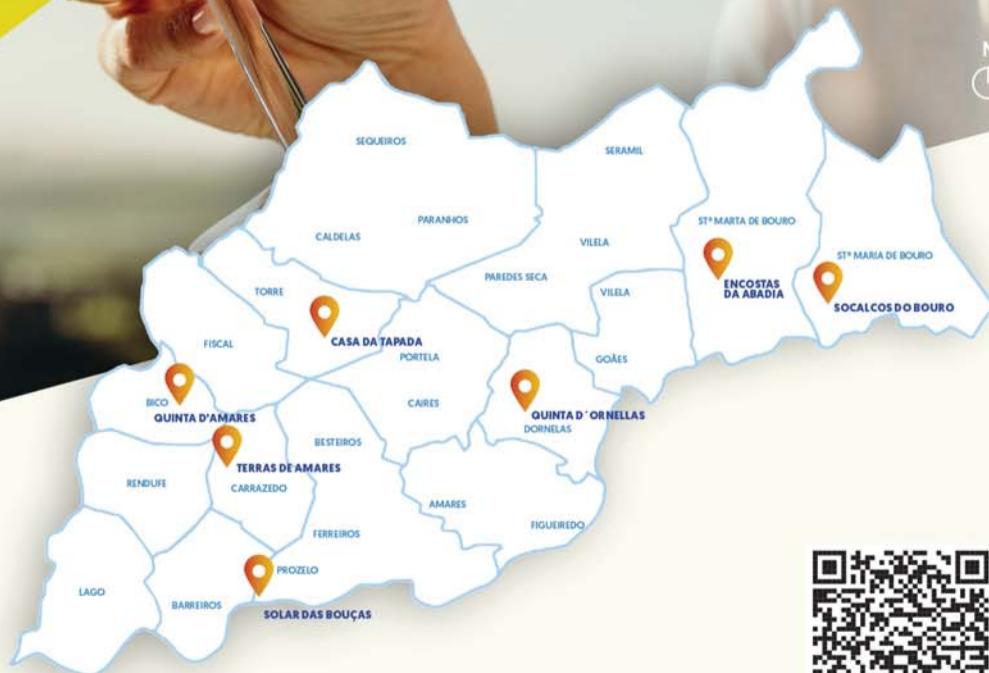 SEQUEIROS
SERAMIL
PARANHOS
STª MARTA DE BOURO
CALDELAS
VILELA
STª MARIA DE BOURO
PAREDES SECA
ENCOSTAS
DA ABADIA
TORRE
VILELA
SOCALCOS DO BOURO
CASA DA TAPADA
FISCAL
PORTELA
GOÃES
BICO
CAIRES
QUINTA D'AMARES
QUINTA D´ORNELLAS
DORNELAS
BESTEIROS
TERRAS DE AMARES
RENDUFE
CARRAZEDO
AMARES
FIGUEIREDO
FERREIROS
PROZELO
LAGO
BARREIROS
SOLAR DAS BOUÇAS